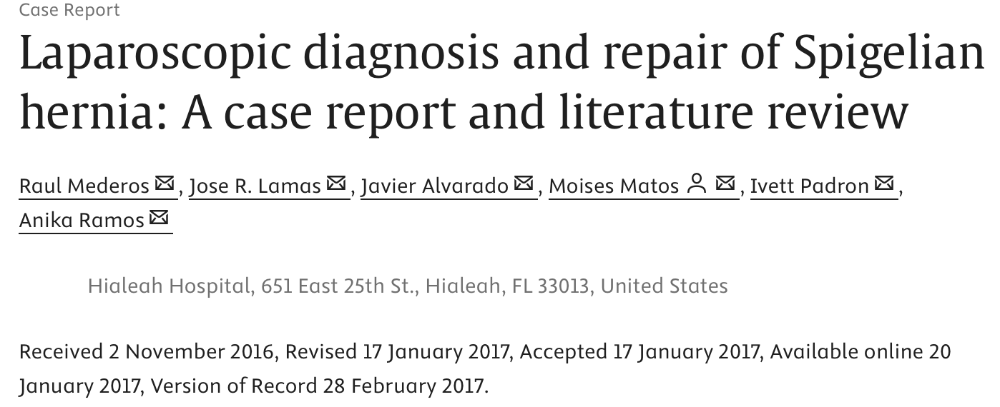 Case Report
Laparoscopic diagnosis and repair of Spigelian
hernia: A case report and literature review
Raul Mederos, Jose R. Lamas, Javier Alvarado, Moises Matos, Ivett Padron,
Anika Ramos
Hialeah Hospital, 651 East 25th St., Hialeah, FL 33013, United States
Received 2 November 2016, Revised 17 January 2017, Accepted 17 January 2017, Available online 20
January 2017, Version of Record 28 February 2017.